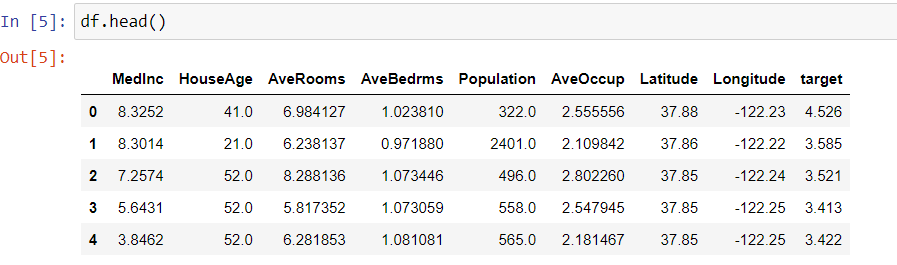 In [5]: df.head()
Out[5]:
MedInc HouseAge AveRooms AveBedrms Population AveOccup Latitude Longitude target
0 8.3252 41.0 6.984127 1.023810 322.0 2.555556 37.88 -122.23 4.526
1 8.3014 21.0 6.238137 0.971880 2401.0 2.109842 37.86 -122.22 3.585
2 7.2574 52.0 8.288136 1.073446 496.0 2.802260 37.85 -122.24 3.521
3 5.6431 52.0 5.817352 1.073059 558.0 2.547945 37.85 -122.25 3.413
4 3.8462 52.0 6.281853 1.081081 565.0 2.181467 37.85 -122.25 3.422